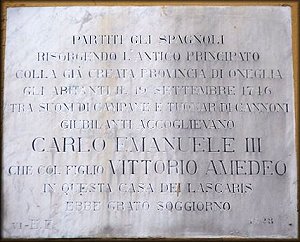 PARTITI GLI SPAGNOLI
RISORGENDO L'ANTICO PRINCIPATO
COLLA GIÀ CREATA PROVINCIA DI ONEGLIA
GLI ABITANTI IL 19 SETTEMBRE 1746
TRA SUON DI CAMPANE E TUONAR DI CANNONI
GIUBILANTI ACCOGLIEVANO
CARLO EMANUELE III
CHE COL FIGLIO VITTORIO AMEDEO
IN QUESTA CASA DEI LASCARIS
EBBE GRATO SOGGIORNO